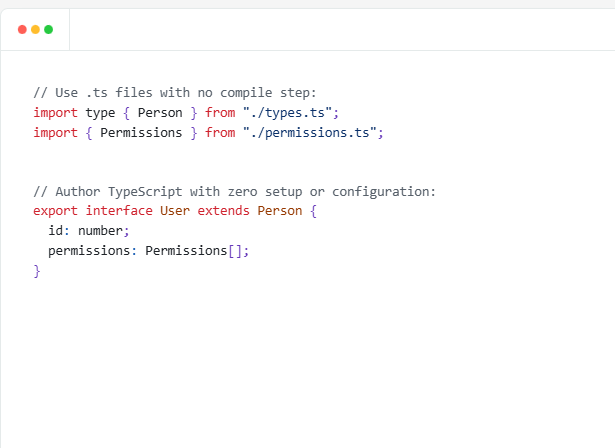 // Use .ts files with no compile step:
import type { Person } from "./types.ts";
import { Permissions } from "./permissions.ts";
// Author TypeScript with zero setup or configuration:
export interface User extends Person {
  id: number;
  permissions: Permissions[];
}